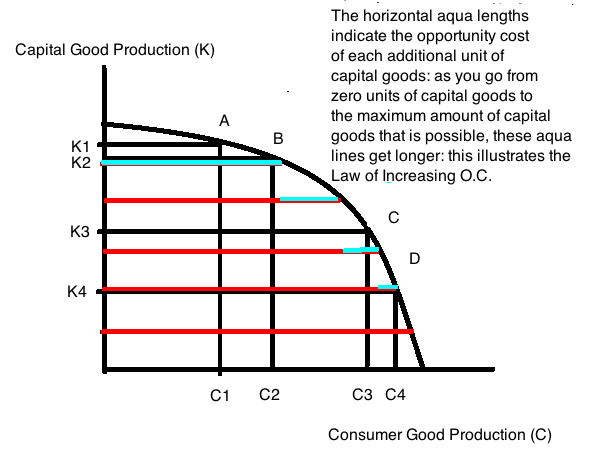 The horizontal aqua lengths
indicate the opportunity cost
of each additional unit of
capital goods: as you go from
zero units of capital goods to
the maximum amount of capital
goods that is possible, these aqua
lines get longer: this illustrates the
Law of Increasing O.C.
Capital Good Production (K)
A
K1
B
K2
C
K3
D
K4
C1
C2
C3
C4
Consumer Good Production (C)